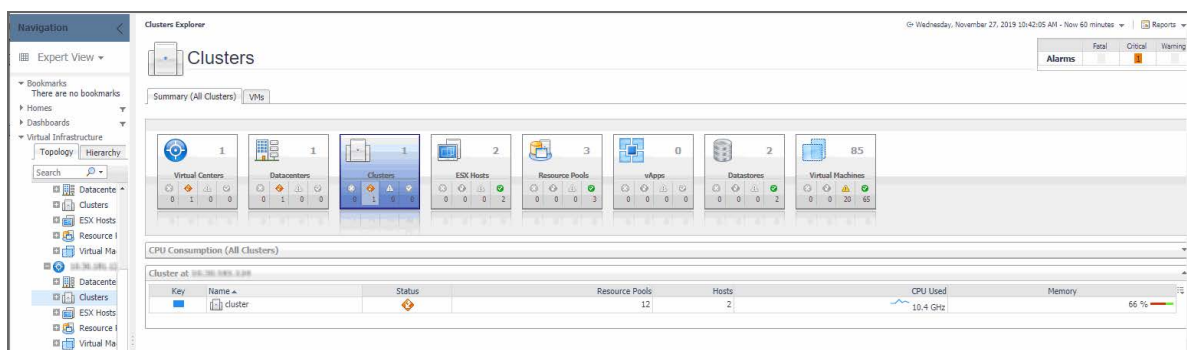 Navigation
Expert View
Bookmarks
There are no bookmarks
Homes
Dashboards
Virtual Infrastructure
Topology Hierarchy
Search
Datacente
Clusters
ESX Hosts
Resource
Virtual Ma
Datacente
Clusters
ESX Hosts
Resource
Virtual Ma
Clusters Explorer
Wednesday, November 27, 2019 10:42:05 AM - Now 60 minutes | Reports
Clusters
Fatal Critical Warning
Alarms 1
Summary (All Clusters) VMs
1 1 1 2 3 0 2 85
Virtual Centers Datacenters Clusters ESX Hosts Resource Pools vApps Datastores Virtual Machines
0 1 0 0 0 1 0 0 0 1 0 0 0 0 0 2 0 0 0 3 0 0 0 0 0 0 0 2 0 0 20 65
CPU Consumption (All Clusters)
Cluster at
Key Name Status Resource Pools Hosts CPU Used Memory
cluster 12 2 10.4 GHz 66 %